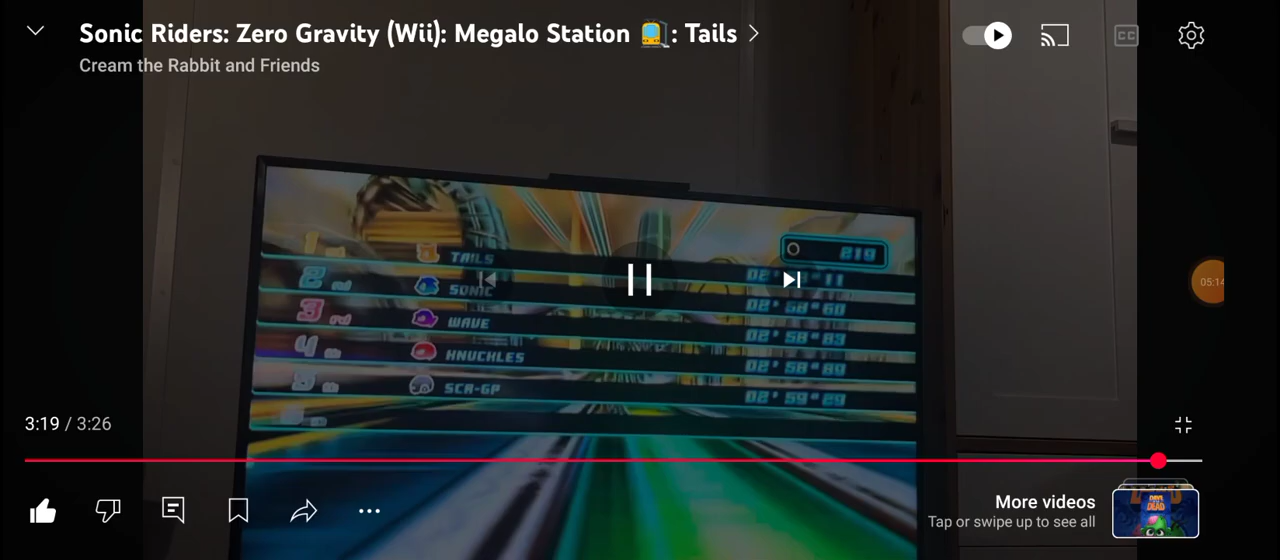 Sonic Riders: Zero Gravity (Wii): Megalo Station 🚉: Tails
Cream the Rabbit and Friends
CC
219
1st TAILS
2nd SONIC 02'58"60
3rd WAVE 02'58"83
4th KNUCKLES 02'58"89
5th SCR-GP 02'59"29
05:14
3:19 / 3:26
More videos
Tap or swipe up to see all